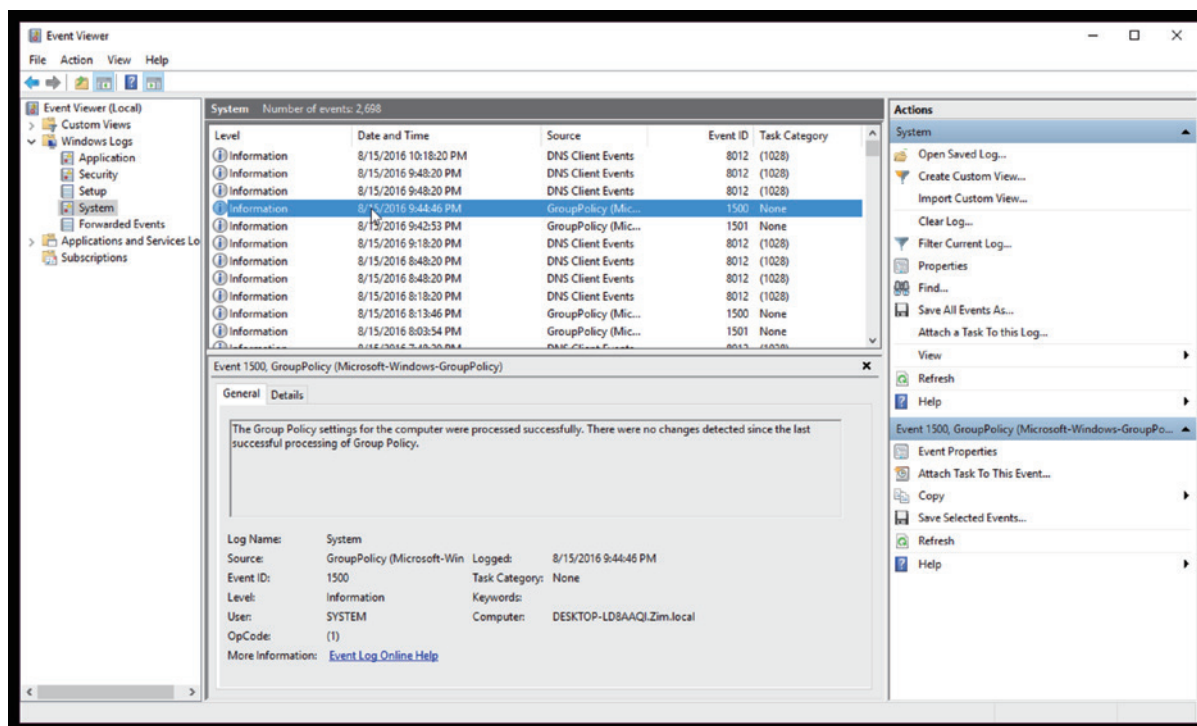 Event Viewer
File Action View Help
Event Viewer (Local)
Custom Views
Windows Logs
Application
Security
Setup
System
Forwarded Events
Applications and Services Lo
Subscriptions
System Number of events: 2,698
Level Date and Time Source Event ID Task Category
Information 8/15/2016 10:18:20 PM DNS Client Events 8012 (1028)
Information 8/15/2016 9:48:20 PM DNS Client Events 8012 (1028)
Information 8/15/2016 9:48:20 PM DNS Client Events 8012 (1028)
Information 8/15/2016 9:44:46 PM GroupPolicy (Mic... 1500 None
Information 8/15/2016 9:42:53 PM GroupPolicy (Mic... 1501 None
Information 8/15/2016 9:18:20 PM DNS Client Events 8012 (1028)
Information 8/15/2016 8:48:20 PM DNS Client Events 8012 (1028)
Information 8/15/2016 8:48:20 PM DNS Client Events 8012 (1028)
Information 8/15/2016 8:18:20 PM DNS Client Events 8012 (1028)
Information 8/15/2016 8:13:46 PM GroupPolicy (Mic... 1500 None
Information 8/15/2016 8:03:54 PM GroupPolicy (Mic... 1501 None
Event 1500, GroupPolicy (Microsoft-Windows-GroupPolicy)
General Details
The Group Policy settings for the computer were processed successfully. There were no changes detected since the last
successful processing of Group Policy.
Log Name: System
Source: GroupPolicy (Microsoft-Win Logged: 8/15/2016 9:44:46 PM
Event ID: 1500 Task Category: None
Level: Information Keywords:
User: SYSTEM Computer: DESKTOP-LD8AAQI.Zim.local
OpCode: (1)
More Information: Event Log Online Help
Actions
System
Open Saved Log...
Create Custom View...
Import Custom View...
Clear Log...
Filter Current Log...
Properties
Find...
Save All Events As...
Attach a Task To this Log...
View
Refresh
Help
Event 1500, GroupPolicy (Microsoft-Windows-GroupPo...
Event Properties
Attach Task To This Event...
Copy
Save Selected Events...
Refresh
Help